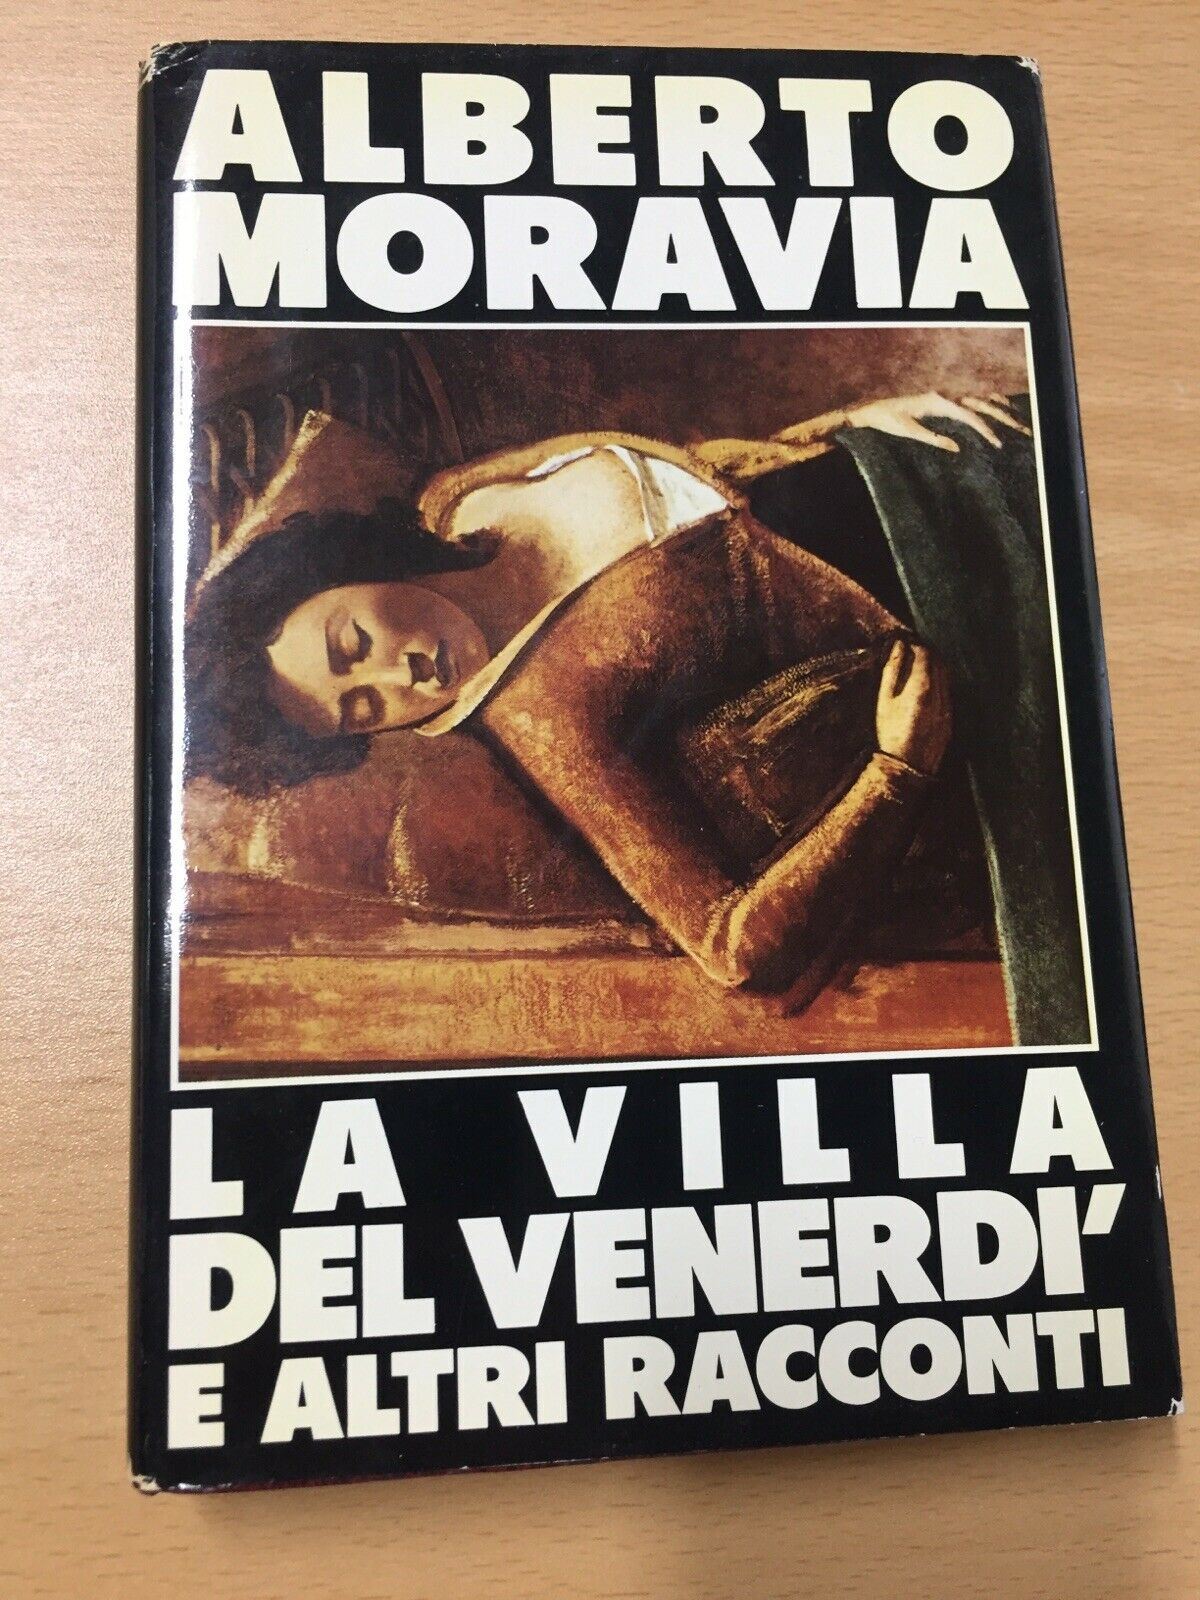 ALBERTO
MORAVIA
LA VILLA
DEL VENERDI'
E ALTRI RACCONTI